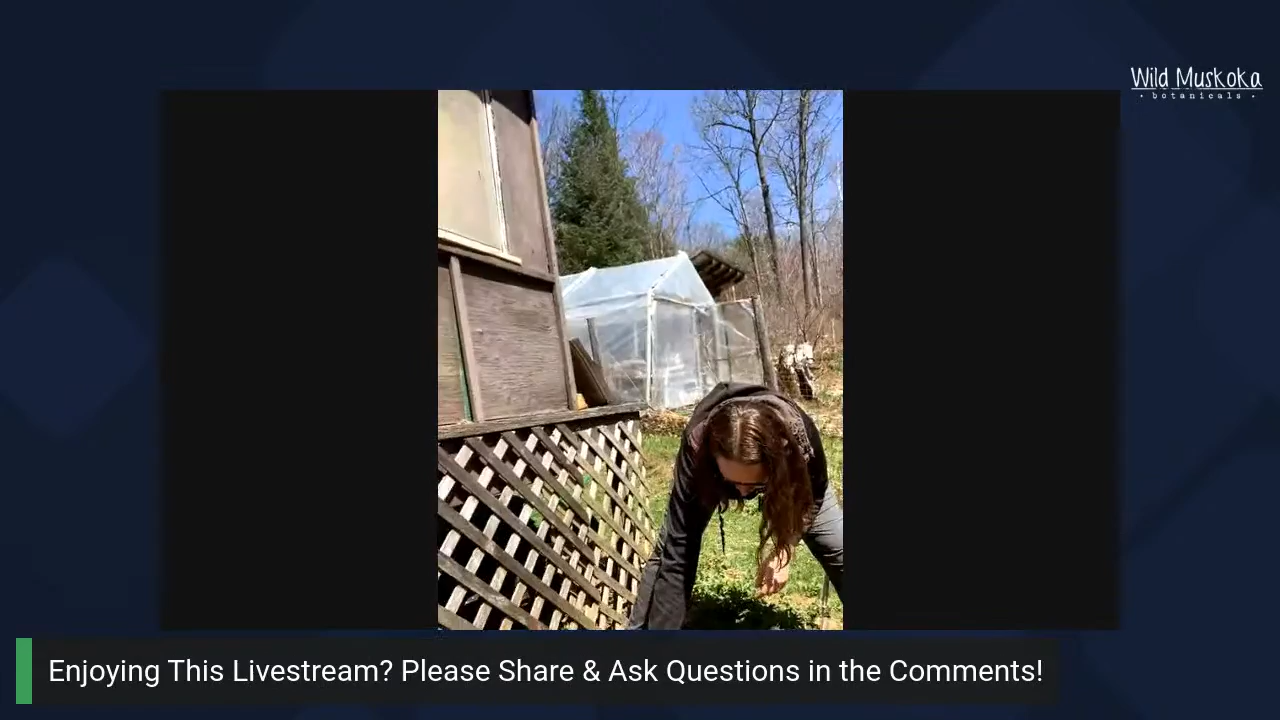 Wild Muskoka
• botanicals •
Enjoying This Livestream? Please Share & Ask Questions in the Comments!